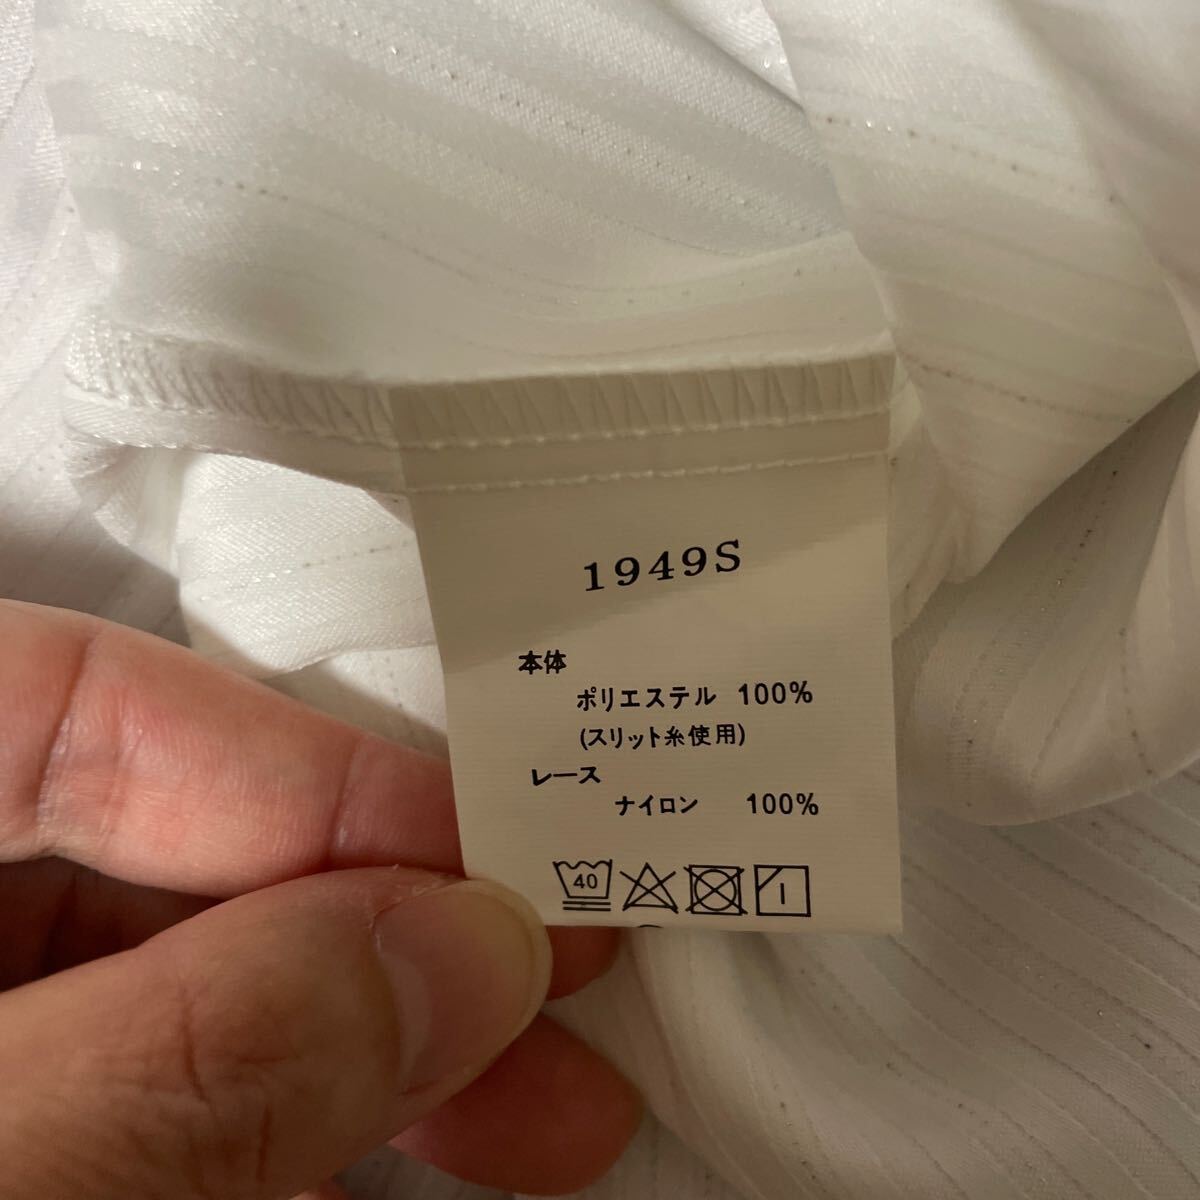 1949S
本体
ポリエステル 100%
(スリット糸使用)
レース
ナイロン 100%
40